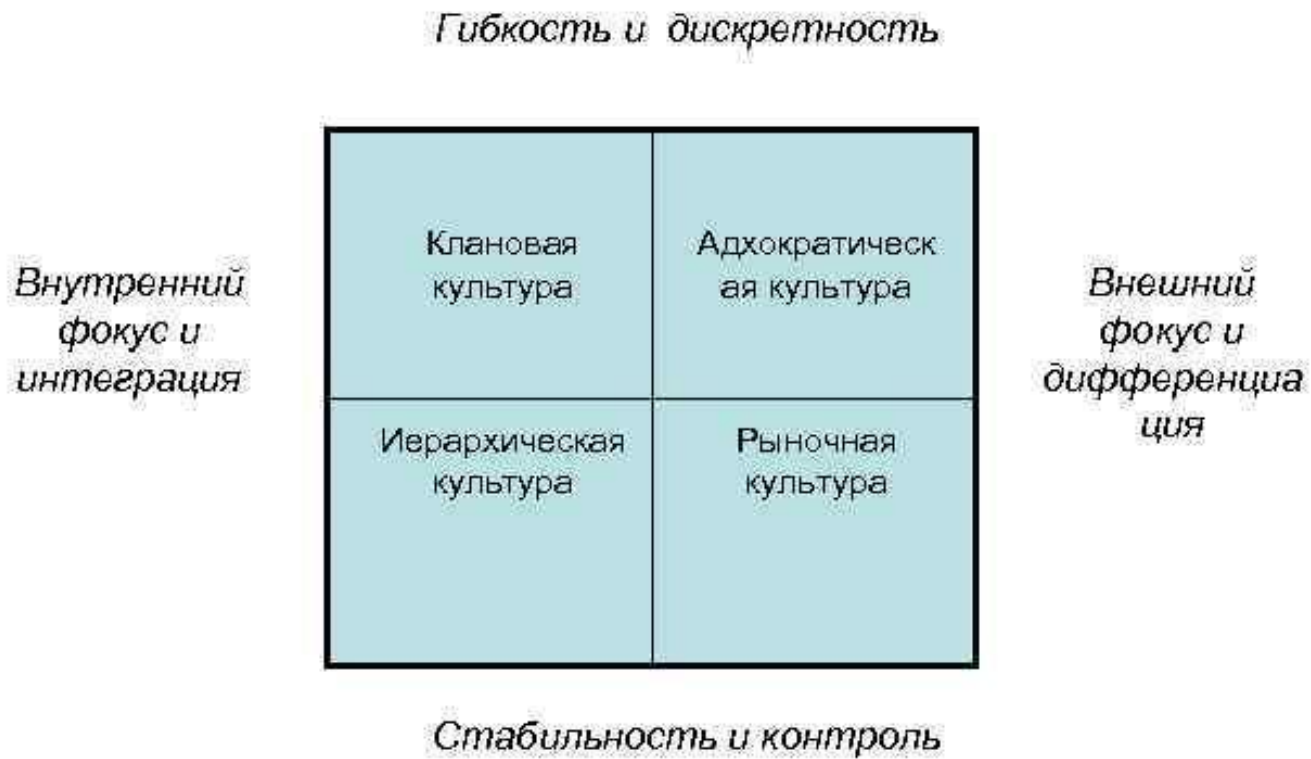 Гибкость и дискретность
Клановая
культура
Адхократическ
ая культура
Внутренний
фокус и
интеграция
Внешний
фокус и
дифференциа
ция
Иерархическая
культура
Рыночная
культура
Стабильность и контроль